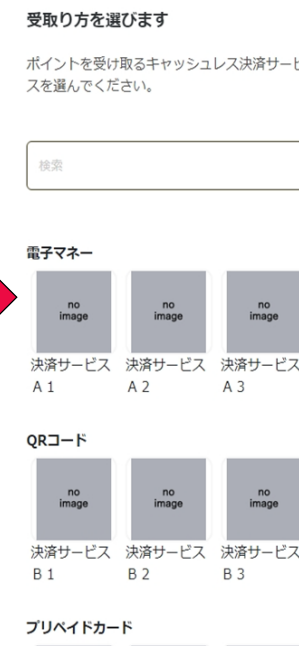 受取り方を選びます
ポイントを受け取るキャッシュレス決済サービ
スを選んでください。
検索
電子マネー
no image
no image
no image
決済サービス A 1
決済サービス A 2
決済サービス A 3
QRコード
no image
no image
no image
決済サービス B 1
決済サービス B 2
決済サービス B 3
プリペイドカード